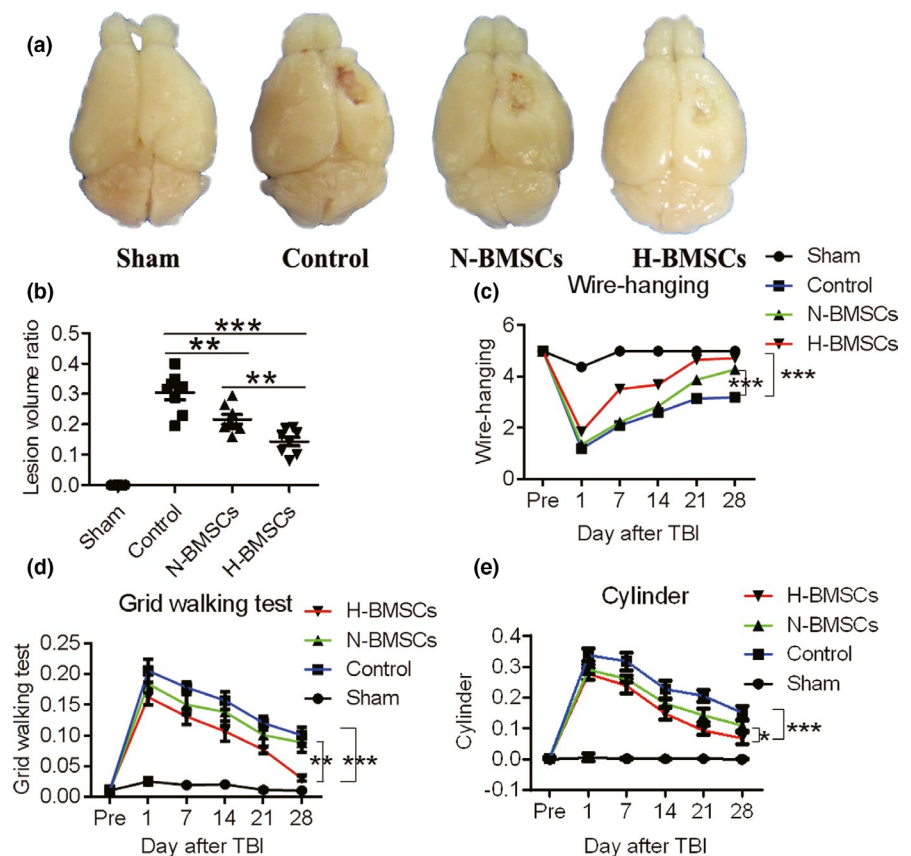 (a)
Sham Control N-BMSCs H-BMSCs
(b)
***
**
**
Lesion volume ratio
0.5
0.4
0.3
0.2
0.1
0.0
Sham
Control
N-BMSCs
H-BMSCs
(c)
Wire-hanging
Sham
Control
N-BMSCs
H-BMSCs
Wire-hanging
6
4
2
0
*** ***
Pre 1 7 14 21 28
Day after TBI
(d)
Grid walking test
H-BMSCs
N-BMSCs
Control
Sham
Grid walking test
0.25
0.20
0.15
0.10
0.05
0.00
** ***
Pre 1 7 14 21 28
Day after TBI
(e)
Cylinder
H-BMSCs
N-BMSCs
Control
Sham
Cylinder
0.4
0.3
0.2
0.1
0.0
-0.1
* ***
Pre 1 7 14 21 28
Day after TBI